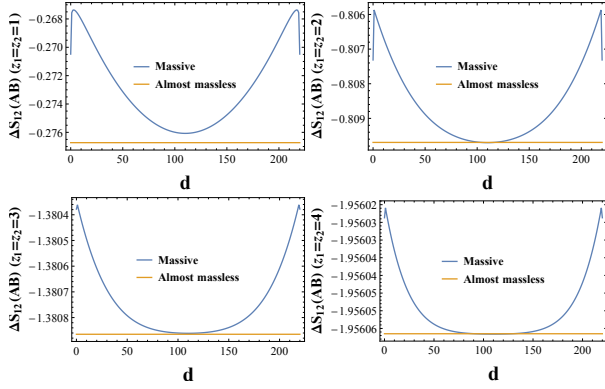 ΔS₁₂(AB) (z₁=z₂=1)
-0.268
-0.270
-0.272
-0.274
-0.276
Massive
Almost massless
0 50 100 150 200
d
ΔS₁₂(AB) (z₁=z₂=2)
-0.806
-0.808
-0.809
Massive
Almost massless
0 50 100 150 200
d
ΔS₁₂(AB) (z₁=z₂=3)
-1.3804
-1.3805
-1.3806
-1.3807
-1.3808
Massive
Almost massless
0 50 100 150 200
d
ΔS₁₂(AB) (z₁=z₂=4)
-1.95602
-1.95603
-1.95604
-1.95605
-1.95606
Massive
Almost massless
0 50 100 150 200
d